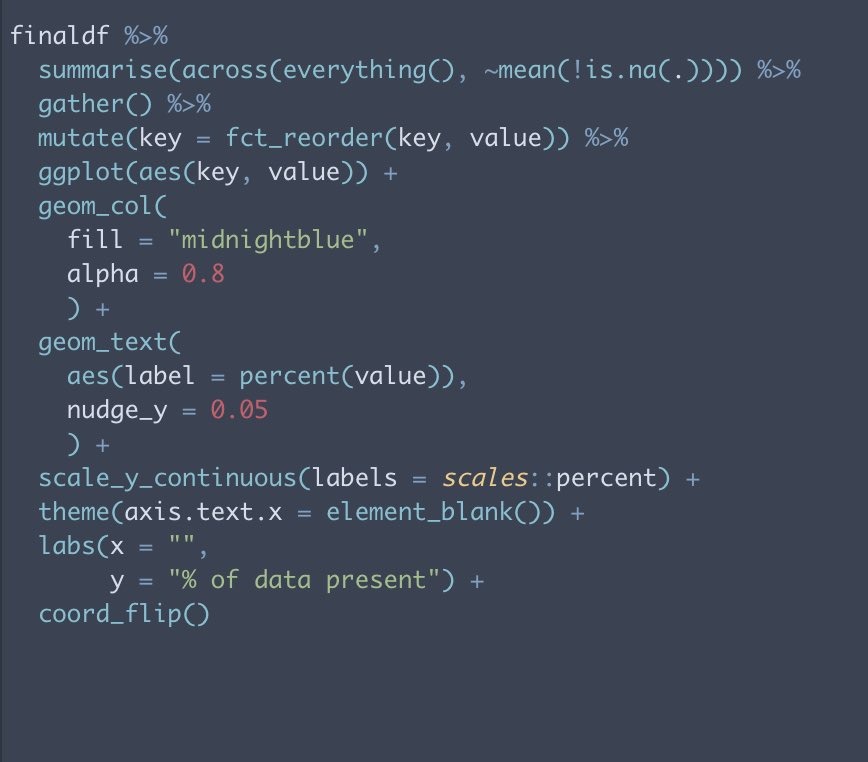 finaldf %>%
  summarise(across(everything(), ~mean(!is.na(.)))) %>%
  gather() %>%
  mutate(key = fct_reorder(key, value)) %>%
  ggplot(aes(key, value)) +
  geom_col(
    fill = "midnightblue",
    alpha = 0.8
    ) +
  geom_text(
    aes(label = percent(value)),
    nudge_y = 0.05
    ) +
  scale_y_continuous(labels = scales::percent) +
  theme(axis.text.x = element_blank()) +
  labs(x = "",
       y = "% of data present") +
  coord_flip()